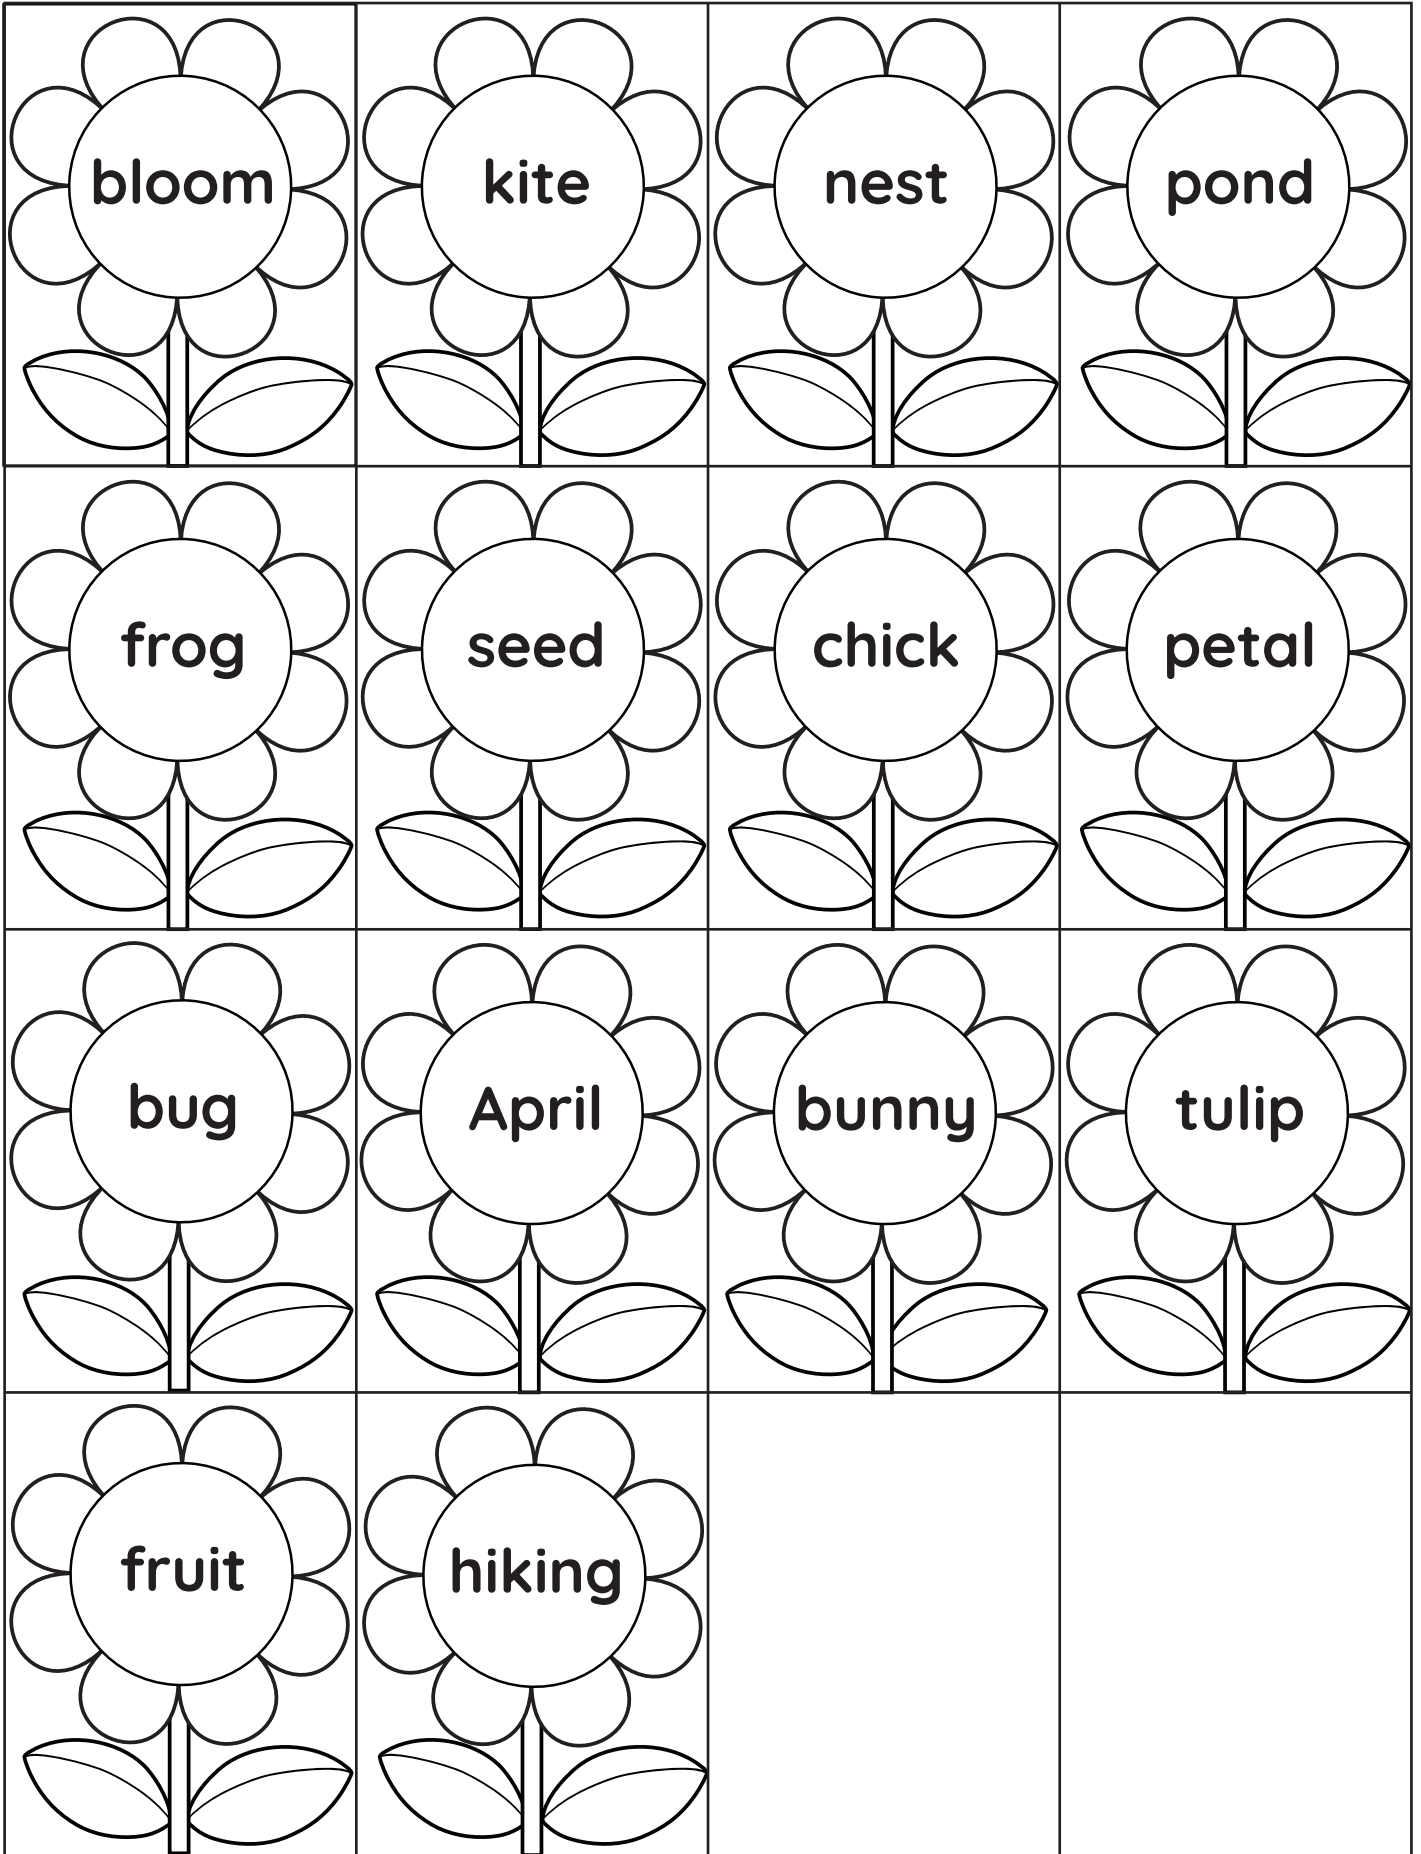 bloom
kite
nest
pond
frog
seed
chick
petal
bug
April
bunny
tulip
fruit
hiking